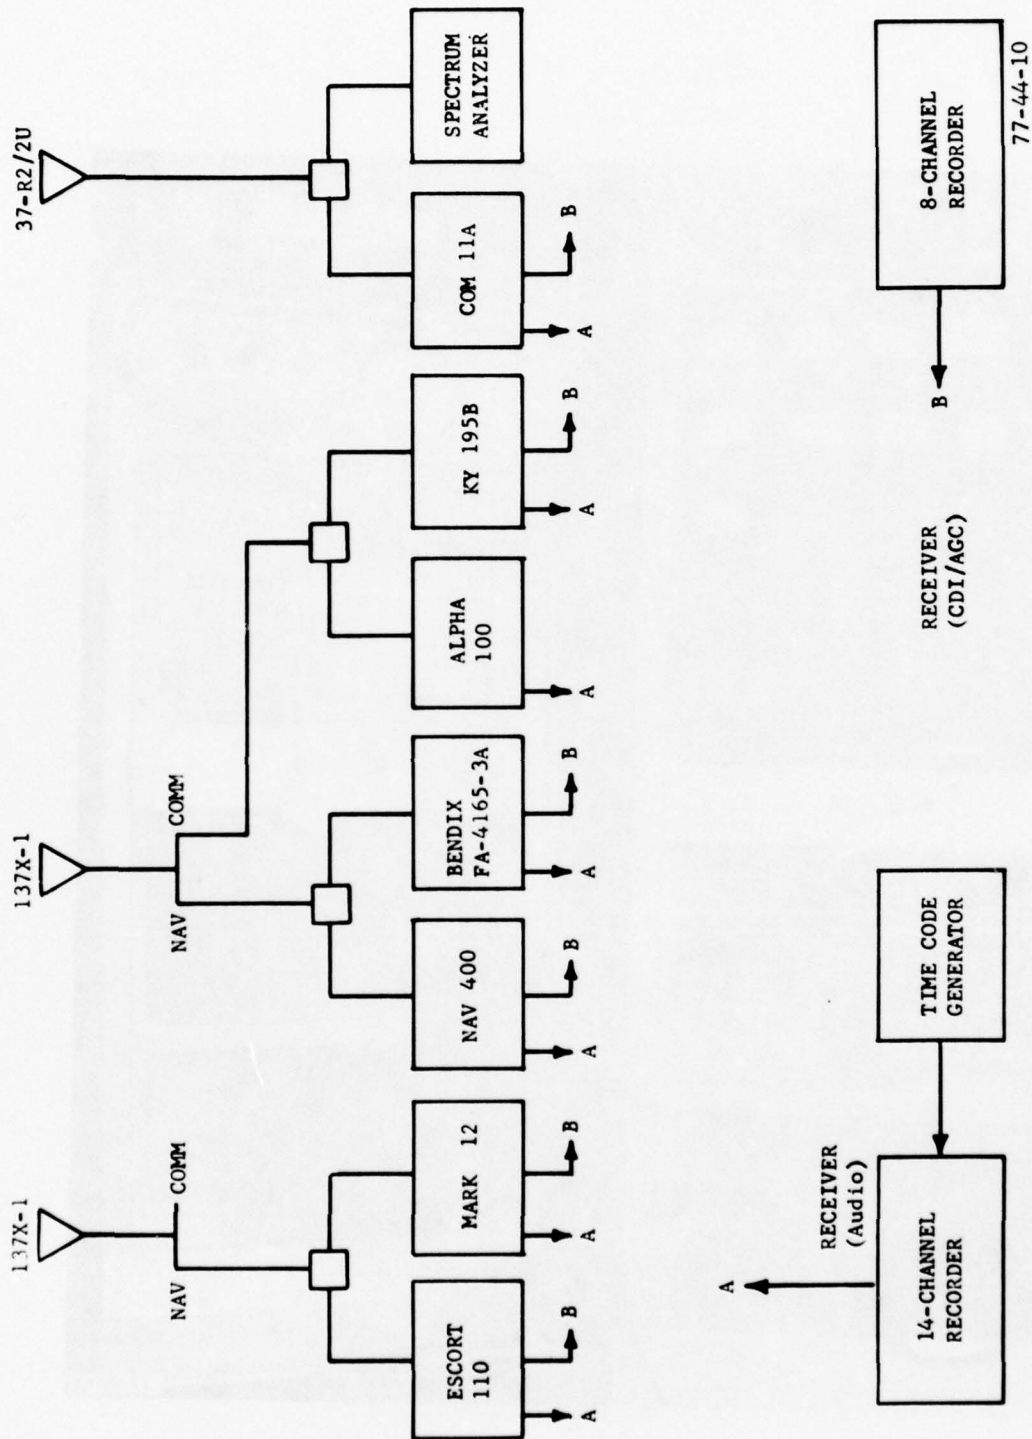 137X-1
137X-1
37-R2/2U
NAV
COMM
NAV
COMM
ESCORT
110
MARK 12
NAV 400
BENDIX
FA-4165-3A
ALPHA
100
KY 195B
COM 11A
SPECTRUM
ANALYZER
A
B
A
B
A
B
A
B
A
A
B
A
B
A
RECEIVER
(Audio)
14-CHANNEL
RECORDER
TIME CODE
GENERATOR
RECEIVER
(CDI/AGC)
B
8-CHANNEL
RECORDER
77-44-10